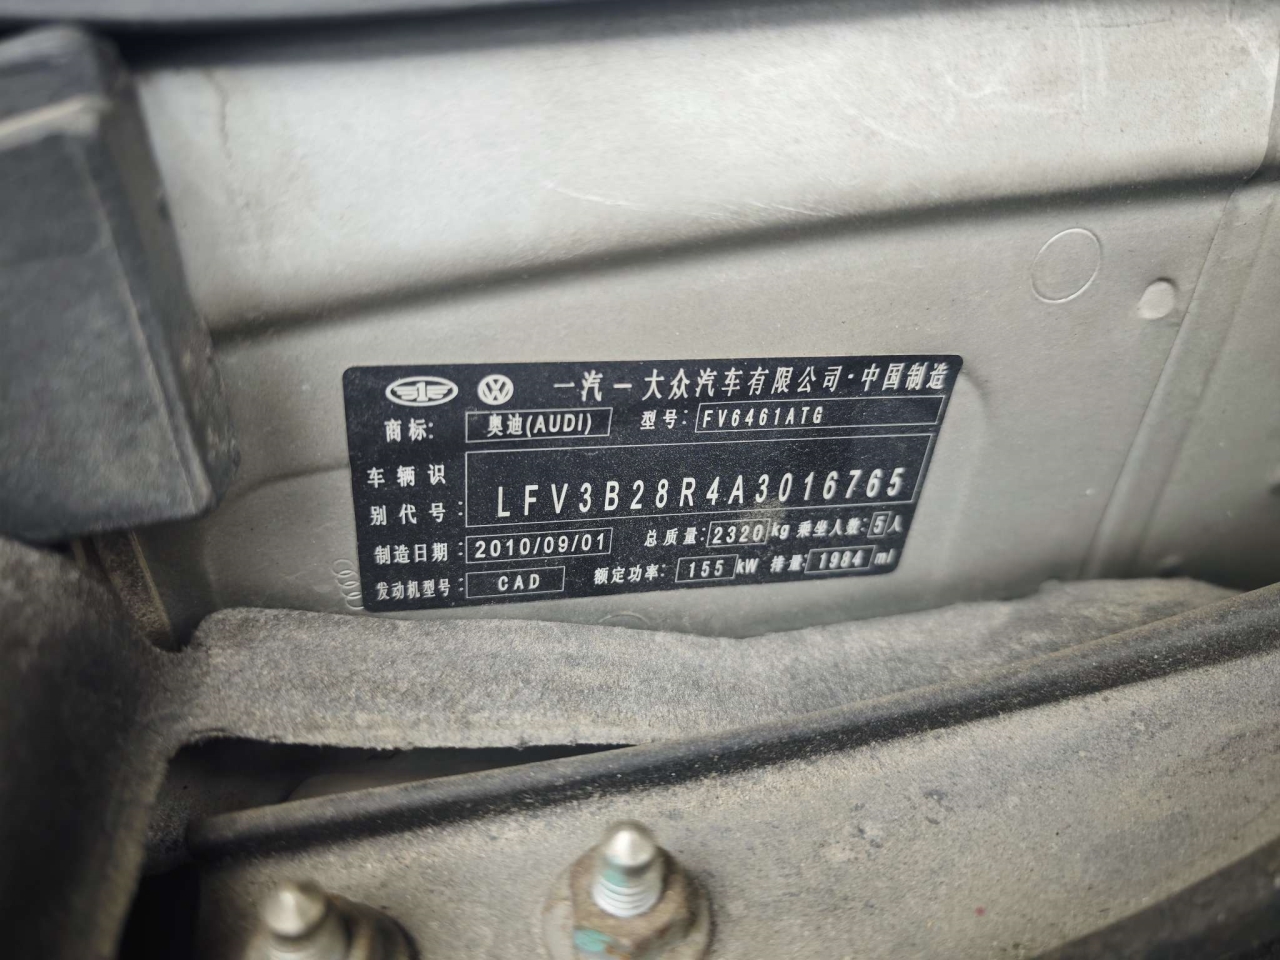 一汽-大众汽车有限公司·中国制造
商标: 奥迪(AUDI) 型号: FV6461ATG
车辆识别代号: LFV3B28R4A3016765
制造日期: 2010/09/01 总质量: 2320 kg 乘坐人数: 5 人
发动机型号: CAD 额定功率: 155 kW 排量: 1984 ml